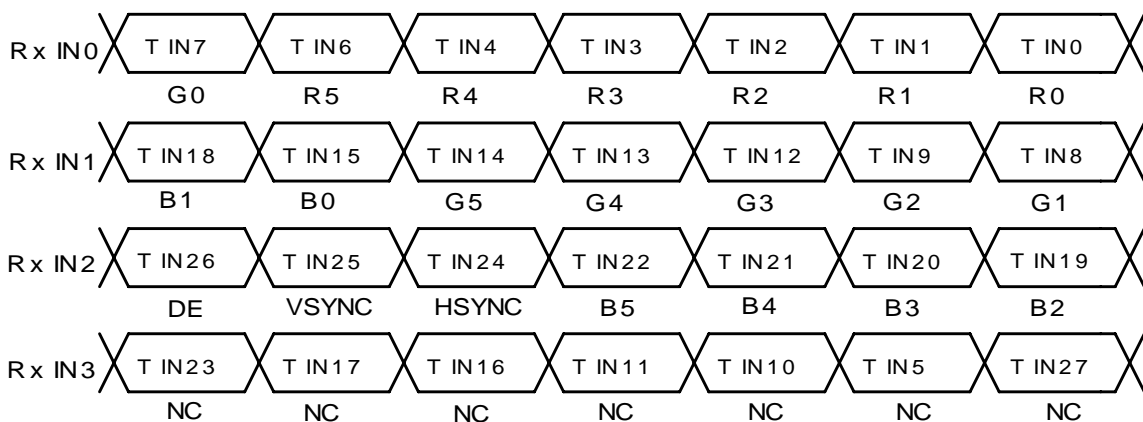 Rx IN0 T IN7 T IN6 T IN4 T IN3 T IN2 T IN1 T IN0
G0 R5 R4 R3 R2 R1 R0
Rx IN1 T IN18 T IN15 T IN14 T IN13 T IN12 T IN9 T IN8
B1 B0 G5 G4 G3 G2 G1
Rx IN2 T IN26 T IN25 T IN24 T IN22 T IN21 T IN20 T IN19
DE VSYNC HSYNC B5 B4 B3 B2
Rx IN3 T IN23 T IN17 T IN16 T IN11 T IN10 T IN5 T IN27
NC NC NC NC NC NC NC